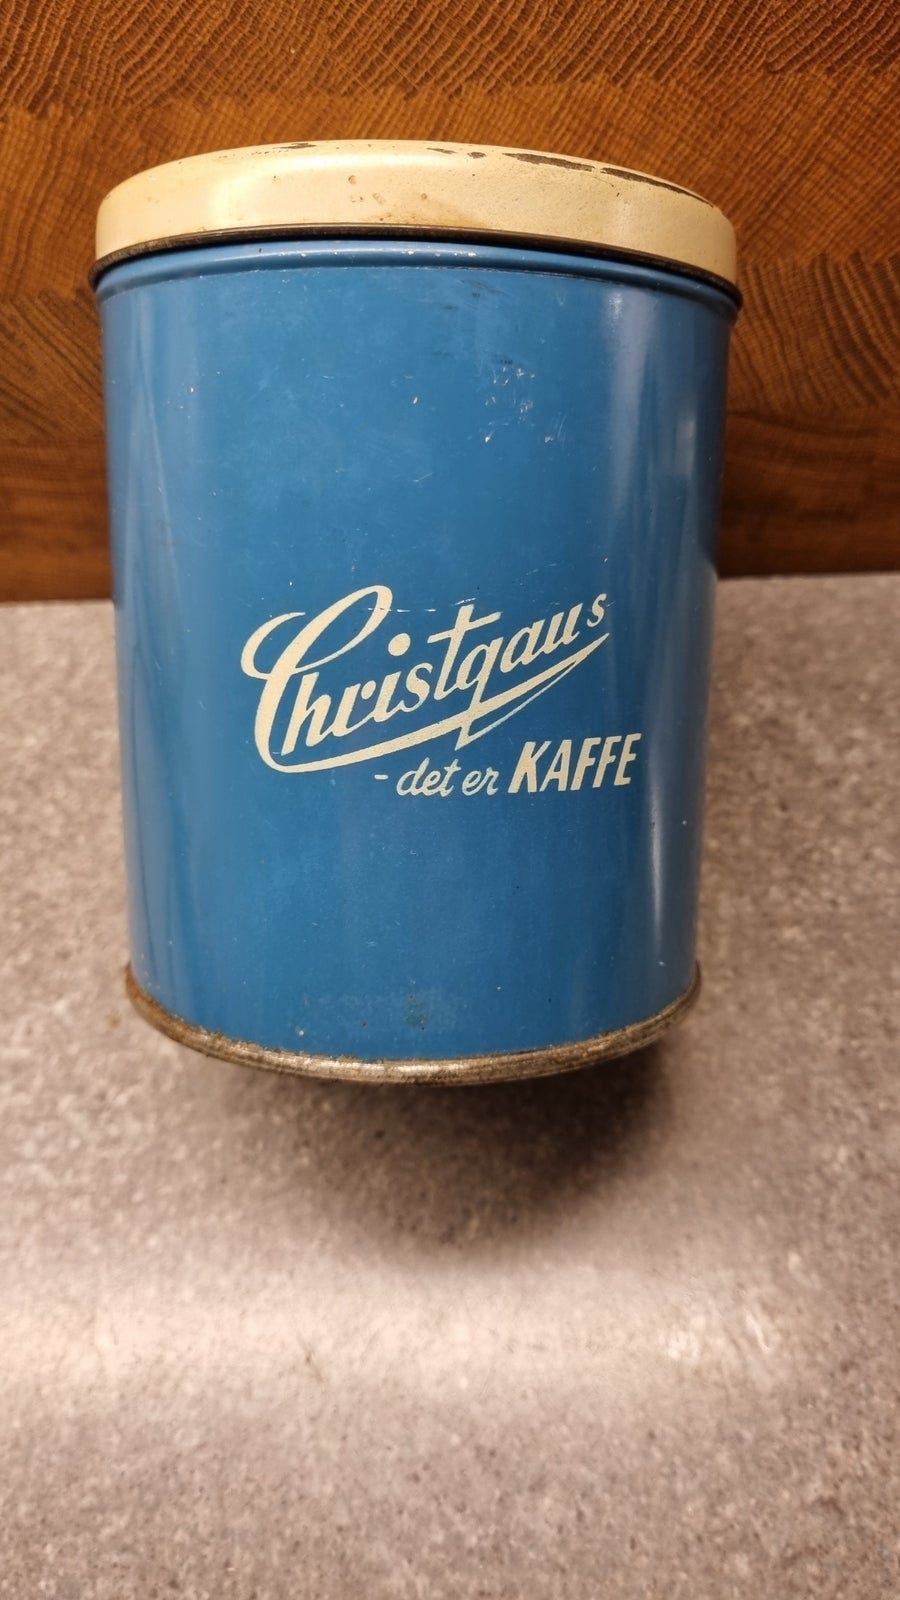 Christgaus
- det er KAFFE